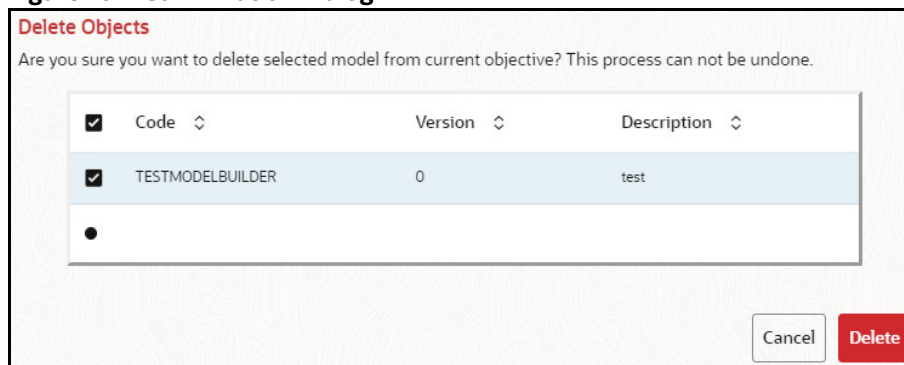 Delete Objects
Are you sure you want to delete selected model from current objective? This process can not be undone.
Code Version Description
TESTMODELBUILDER 0 test
Cancel Delete